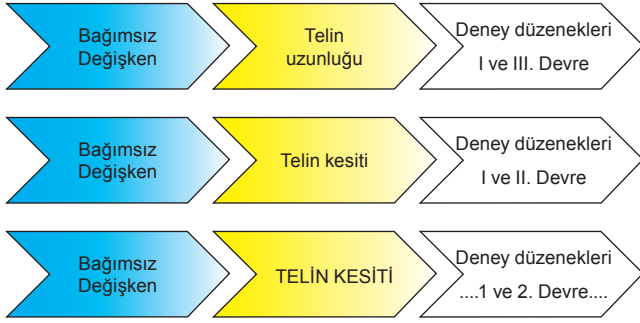 Bağımsız
Değişken
Telin
uzunluğu
Deney düzenekleri
I ve III. Devre
Bağımsız
Değişken
Telin kesiti
Deney düzenekleri
I ve II. Devre
Bağımsız
Değişken
TELİN KESİTİ
Deney düzenekleri
....1 ve 2. Devre....